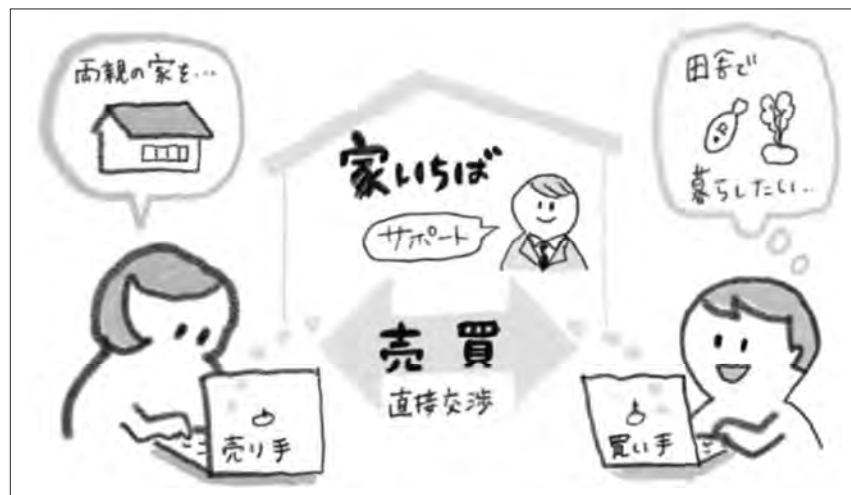 両親の家を…
田舎で
暮らしたい…
家いちば
サポート
売買
直接交渉
売り手
買い手